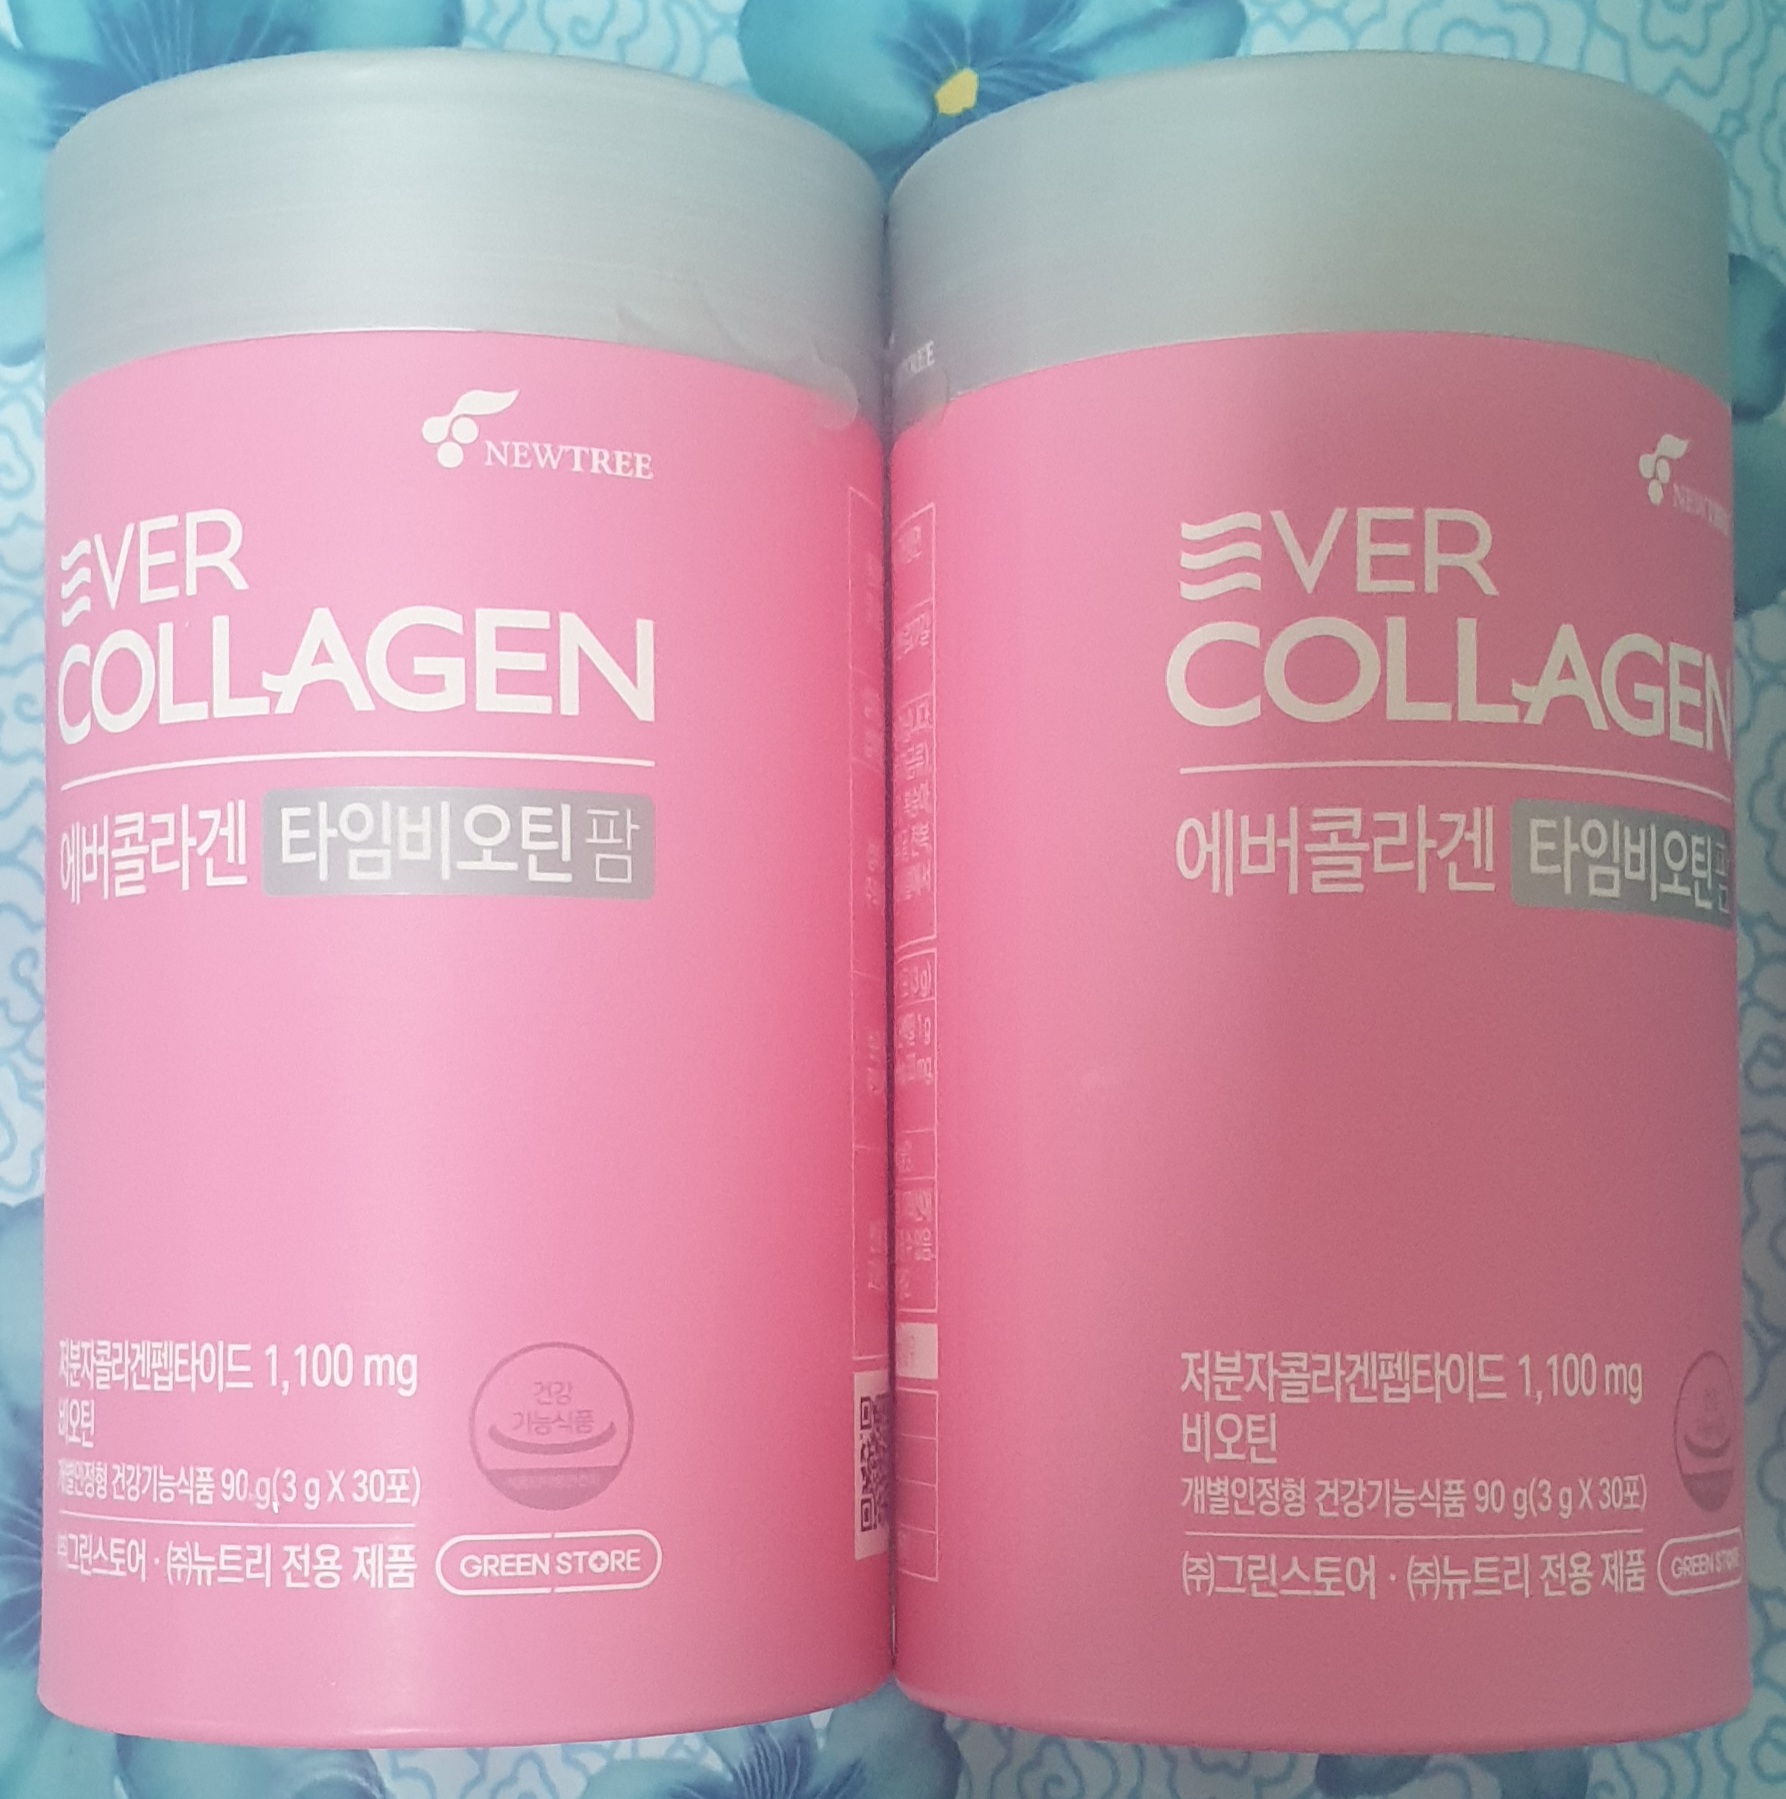 NEWTREE
EVER
COLLAGEN
에버콜라겐 타임비오틴 팜
저분자콜라겐펩타이드 1,100 mg
비오틴
개별인정형 건강기능식품 90 g(3 g X 30포)
㈜그린스토어 · ㈜뉴트리 전용 제품
건강
기능식품
GREEN STORE
NEWTREE
EVER
COLLAGEN
에버콜라겐 타임비오틴 팜
저분자콜라겐펩타이드 1,100 mg
비오틴
개별인정형 건강기능식품 90 g(3 g X 30포)
㈜그린스토어 · ㈜뉴트리 전용 제품
GREEN STORE